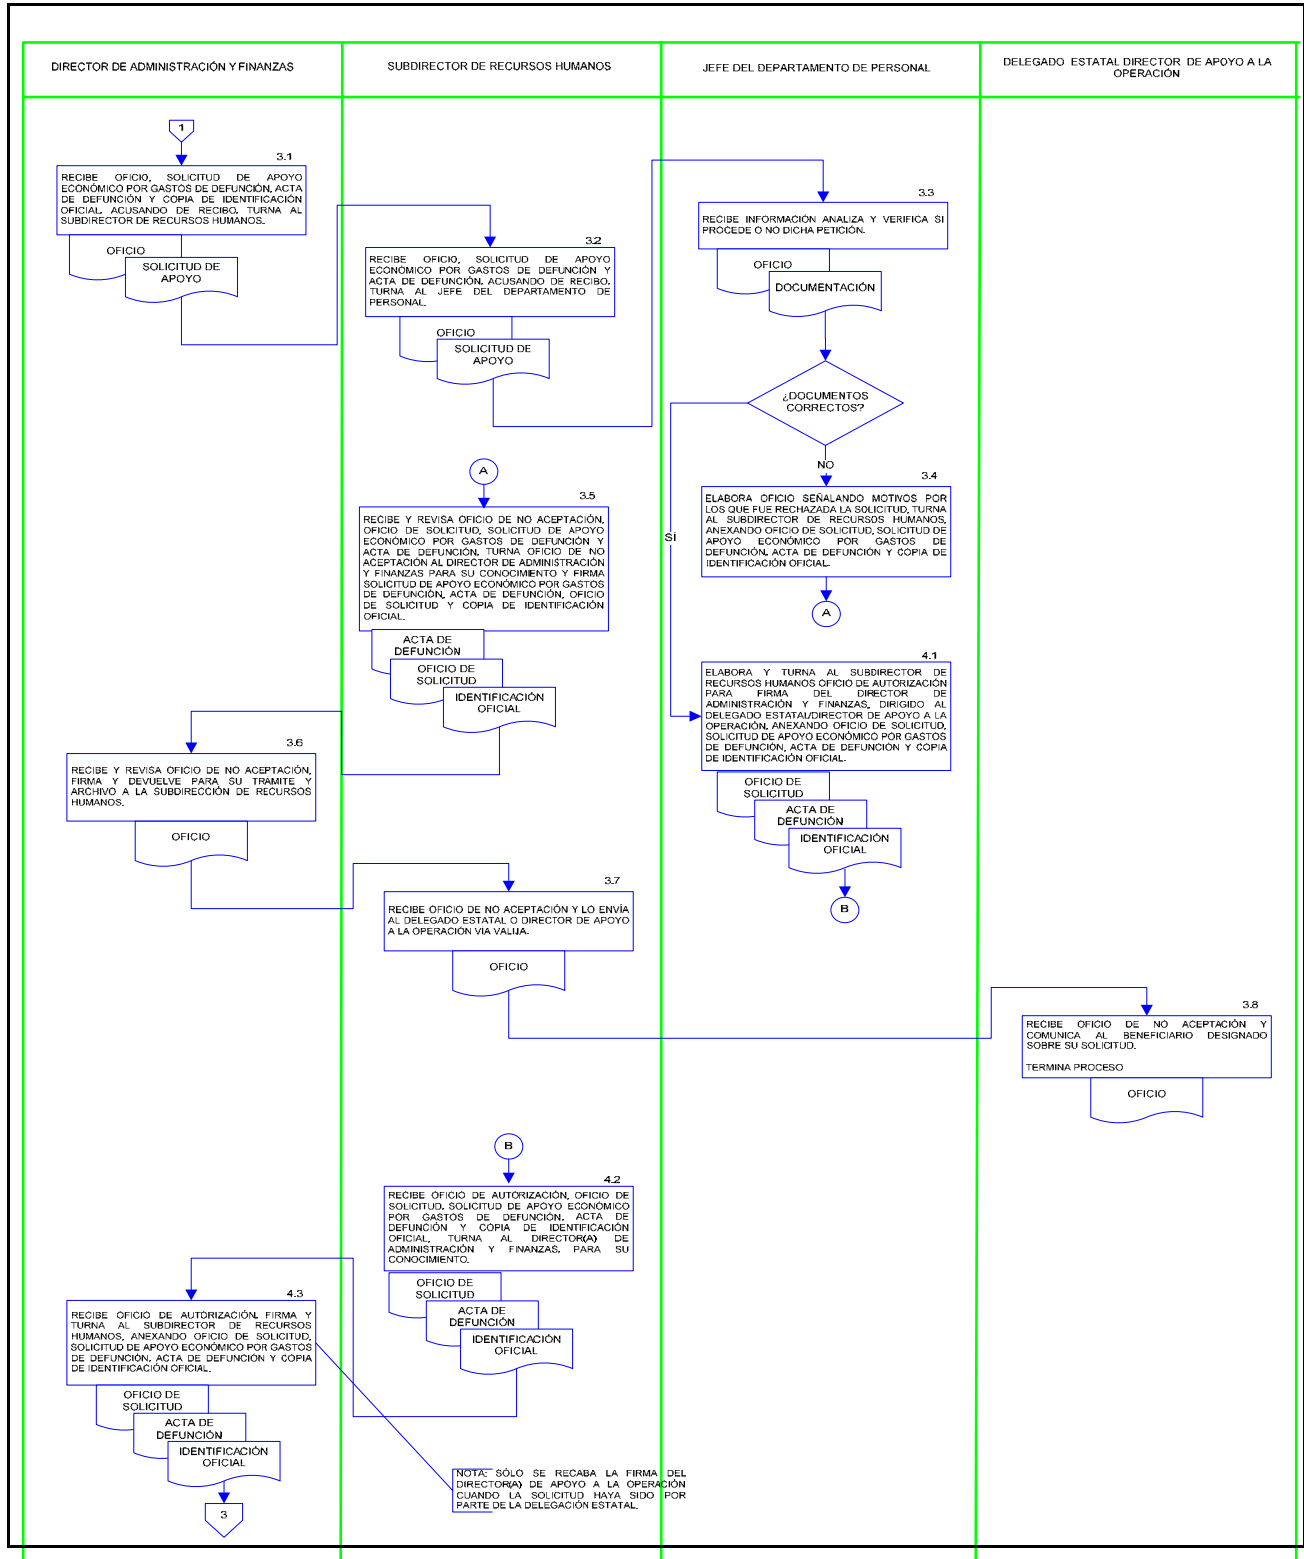 DIRECTOR DE ADMINISTRACIÓN Y FINANZAS
SUBDIRECTOR DE RECURSOS HUMANOS
JEFE DEL DEPARTAMENTO DE PERSONAL
DELEGADO ESTATAL DIRECTOR DE APOYO A LA
OPERACIÓN
1
3.1
RECIBE OFICIO, SOLICITUD DE APOYO
ECONÓMICO POR GASTOS DE DEFUNCIÓN, ACTA
DE DEFUNCIÓN Y COPIA DE IDENTIFICACIÓN
OFICIAL, ACUSANDO DE RECIBO, TURNA AL
SUBDIRECTOR DE RECURSOS HUMANOS.
OFICIO
SOLICITUD DE
APOYO
3.2
RECIBE OFICIO, SOLICITUD DE APOYO
ECONÓMICO POR GASTOS DE DEFUNCIÓN Y
ACTA DE DEFUNCIÓN, ACUSANDO DE RECIBO,
TURNA AL JEFE DEL DEPARTAMENTO DE
PERSONAL.
OFICIO
SOLICITUD DE
APOYO
3.3
RECIBE INFORMACIÓN ANALIZA Y VERIFICA SI
PROCEDE O NO DICHA PETICIÓN.
OFICIO
DOCUMENTACIÓN
¿DOCUMENTOS
CORRECTOS?
NO
SÍ
3.4
ELABORA OFICIO SEÑALANDO MOTIVOS POR
LOS QUE FUE RECHAZADA LA SOLICITUD, TURNA
AL SUBDIRECTOR DE RECURSOS HUMANOS,
ANEXANDO OFICIO DE SOLICITUD, SOLICITUD DE
APOYO ECONÓMICO POR GASTOS DE
DEFUNCIÓN, ACTA DE DEFUNCIÓN Y COPIA DE
IDENTIFICACIÓN OFICIAL.
A
A
3.5
RECIBE Y REVISA OFICIO DE NO ACEPTACIÓN,
OFICIO DE SOLICITUD, SOLICITUD DE APOYO
ECONÓMICO POR GASTOS DE DEFUNCIÓN Y
ACTA DE DEFUNCIÓN, TURNA OFICIO DE NO
ACEPTACIÓN AL DIRECTOR DE ADMINISTRACIÓN
Y FINANZAS PARA SU CONOCIMIENTO Y FIRMA
SOLICITUD DE APOYO ECONÓMICO POR GASTOS
DE DEFUNCIÓN, ACTA DE DEFUNCIÓN, OFICIO
DE SOLICITUD Y COPIA DE IDENTIFICACIÓN
OFICIAL.
ACTA DE
DEFUNCIÓN
OFICIO DE
SOLICITUD
IDENTIFICACIÓN
OFICIAL
4.1
ELABORA Y TURNA AL SUBDIRECTOR DE
RECURSOS HUMANOS OFICIO DE AUTORIZACIÓN
PARA FIRMA DEL DIRECTOR DE
ADMINISTRACIÓN Y FINANZAS, DIRIGIDO AL
DELEGADO ESTATAL/DIRECTOR DE APOYO A LA
OPERACIÓN, ANEXANDO OFICIO DE SOLICITUD,
SOLICITUD DE APOYO ECONÓMICO POR GASTOS
DE DEFUNCIÓN, ACTA DE DEFUNCIÓN Y COPIA
DE IDENTIFICACIÓN OFICIAL.
OFICIO DE
SOLICITUD
ACTA DE
DEFUNCIÓN
IDENTIFICACIÓN
OFICIAL
B
3.6
RECIBE Y REVISA OFICIO DE NO ACEPTACIÓN,
FIRMA Y DEVUELVE PARA SU TRAMITE Y
ARCHIVO A LA SUBDIRECCIÓN DE RECURSOS
HUMANOS.
OFICIO
3.7
RECIBE OFICIO DE NO ACEPTACIÓN Y LO ENVÍA
AL DELEGADO ESTATAL O DIRECTOR DE APOYO
A LA OPERACIÓN VIA VALIJA.
OFICIO
3.8
RECIBE OFICIO DE NO ACEPTACIÓN Y
COMUNICA AL BENEFICIARIO DESIGNADO
SOBRE SU SOLICITUD.
TERMINA PROCESO
OFICIO
B
4.2
RECIBE OFICIO DE AUTORIZACIÓN, OFICIO DE
SOLICITUD, SOLICITUD DE APOYO ECONÓMICO
POR GASTOS DE DEFUNCIÓN, ACTA DE
DEFUNCIÓN Y COPIA DE IDENTIFICACIÓN
OFICIAL, TURNA AL DIRECTOR(A) DE
ADMINISTRACIÓN Y FINANZAS, PARA SU
CONOCIMIENTO.
OFICIO DE
SOLICITUD
ACTA DE
DEFUNCIÓN
IDENTIFICACIÓN
OFICIAL
4.3
RECIBE OFICIO DE AUTORIZACIÓN, FIRMA Y
TURNA AL SUBDIRECTOR DE RECURSOS
HUMANOS, ANEXANDO OFICIO DE SOLICITUD,
SOLICITUD DE APOYO ECONÓMICO POR GASTOS
DE DEFUNCIÓN, ACTA DE DEFUNCIÓN Y COPIA
DE IDENTIFICACIÓN OFICIAL.
OFICIO DE
SOLICITUD
ACTA DE
DEFUNCIÓN
IDENTIFICACIÓN
OFICIAL
3
NOTA: SÓLO SE RECABA LA FIRMA DEL
DIRECTOR(A) DE APOYO A LA OPERACIÓN
CUANDO LA SOLICITUD HAYA SIDO POR
PARTE DE LA DELEGACIÓN ESTATAL.